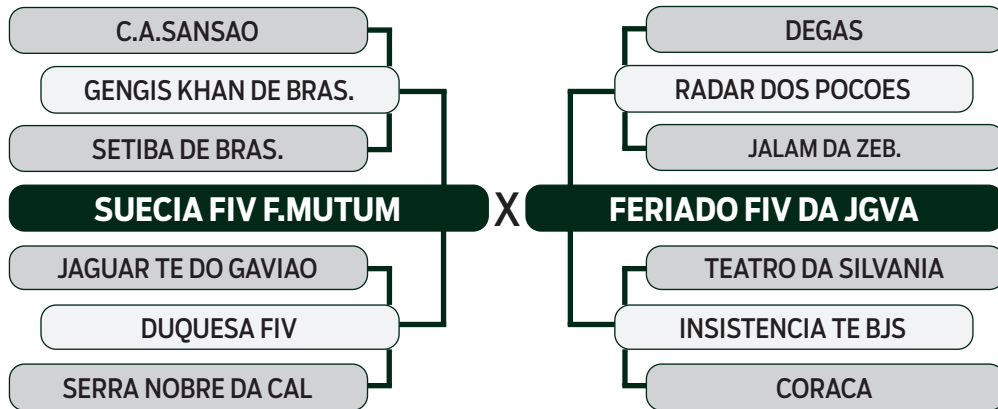 C.A.SANSAO
GENGIS KHAN DE BRAS.
SETIBA DE BRAS.
SUECIA FIV F.MUTUM
JAGUAR TE DO GAVIAO
DUQUESA FIV
SERRA NOBRE DA CAL
X
DEGAS
RADAR DOS POCOES
JALAM DA ZEB.
FERIADO FIV DA JGVA
TEATRO DA SILVANIA
INSISTENCIA TE BJS
CORACA